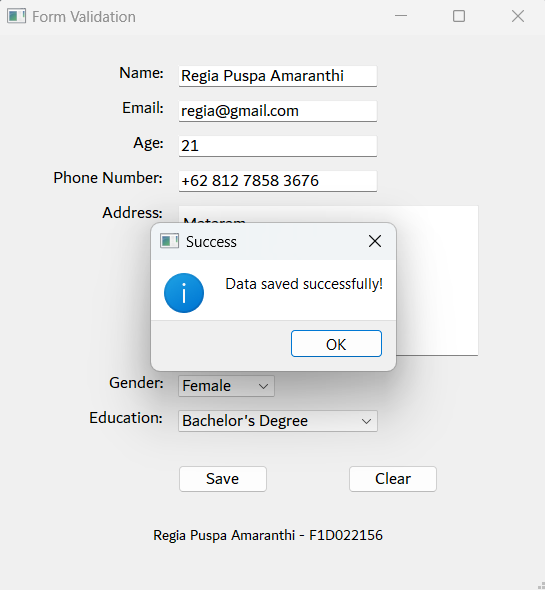 Form Validation
Name: Regia Puspa Amaranthi
Email: regia@gmail.com
Age: 21
Phone Number: +62 812 7858 3676
Address: Mataram
Success
Data saved successfully!
OK
Gender: Female
Education: Bachelor's Degree
Save Clear
Regia Puspa Amaranthi - F1D022156